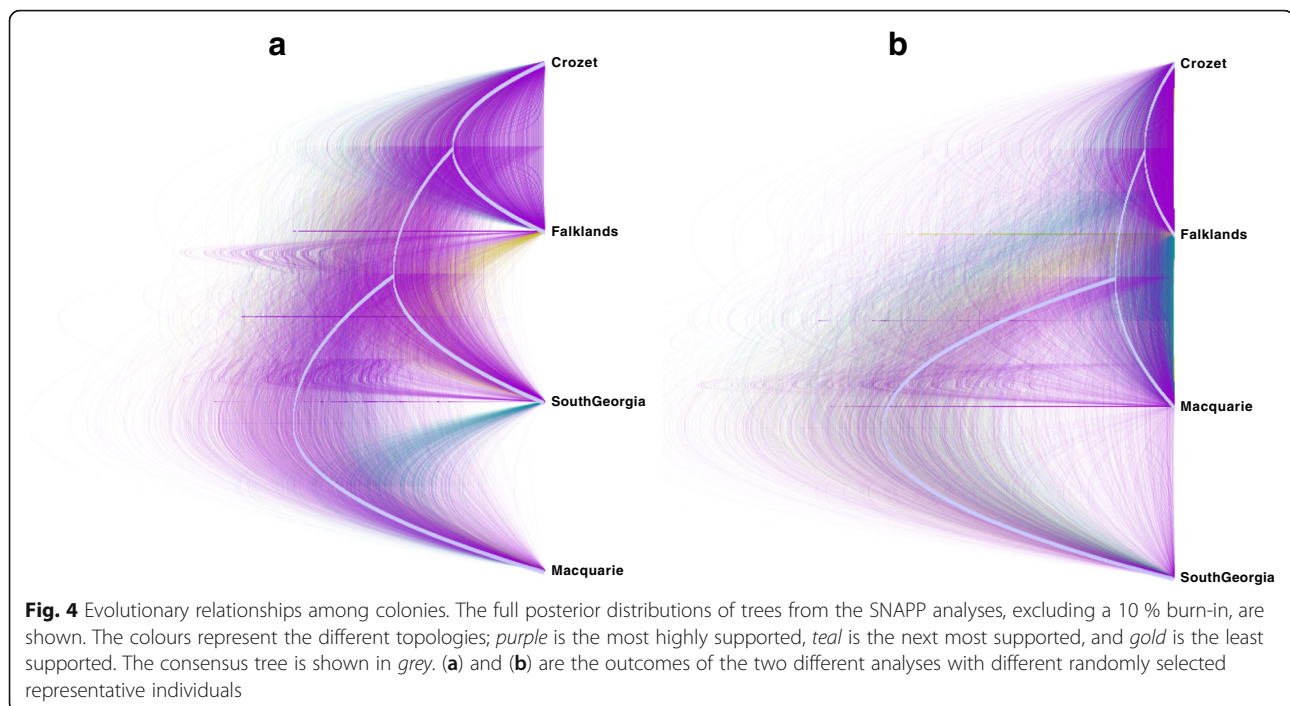 a
b
Crozet
Crozet
Falklands
Falklands
SouthGeorgia
Macquarie
Macquarie
SouthGeorgia
Fig. 4 Evolutionary relationships among colonies. The full posterior distributions of trees from the SNAPP analyses, excluding a 10 % burn-in, are
shown. The colours represent the different topologies; purple is the most highly supported, teal is the next most supported, and gold is the least
supported. The consensus tree is shown in grey. (a) and (b) are the outcomes of the two different analyses with different randomly selected
representative individuals